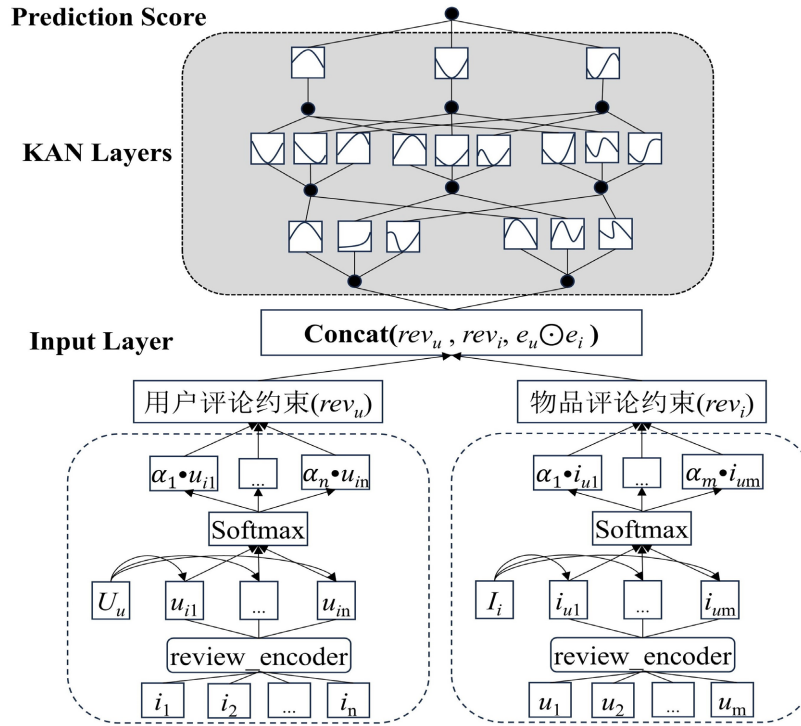 Prediction Score
KAN Layers
Input Layer
Concat(rev_u , rev_i, e_u⊙e_i )
用户评论约束(rev_u)
物品评论约束(rev_i)
α_1•u_i1 ... α_n•u_in
α_1•i_u1 ... α_m•i_um
Softmax
Softmax
U_u u_i1 ... u_in
I_i i_u1 ... i_um
review_encoder
review_encoder
i_1 i_2 ... i_n
u_1 u_2 ... u_m